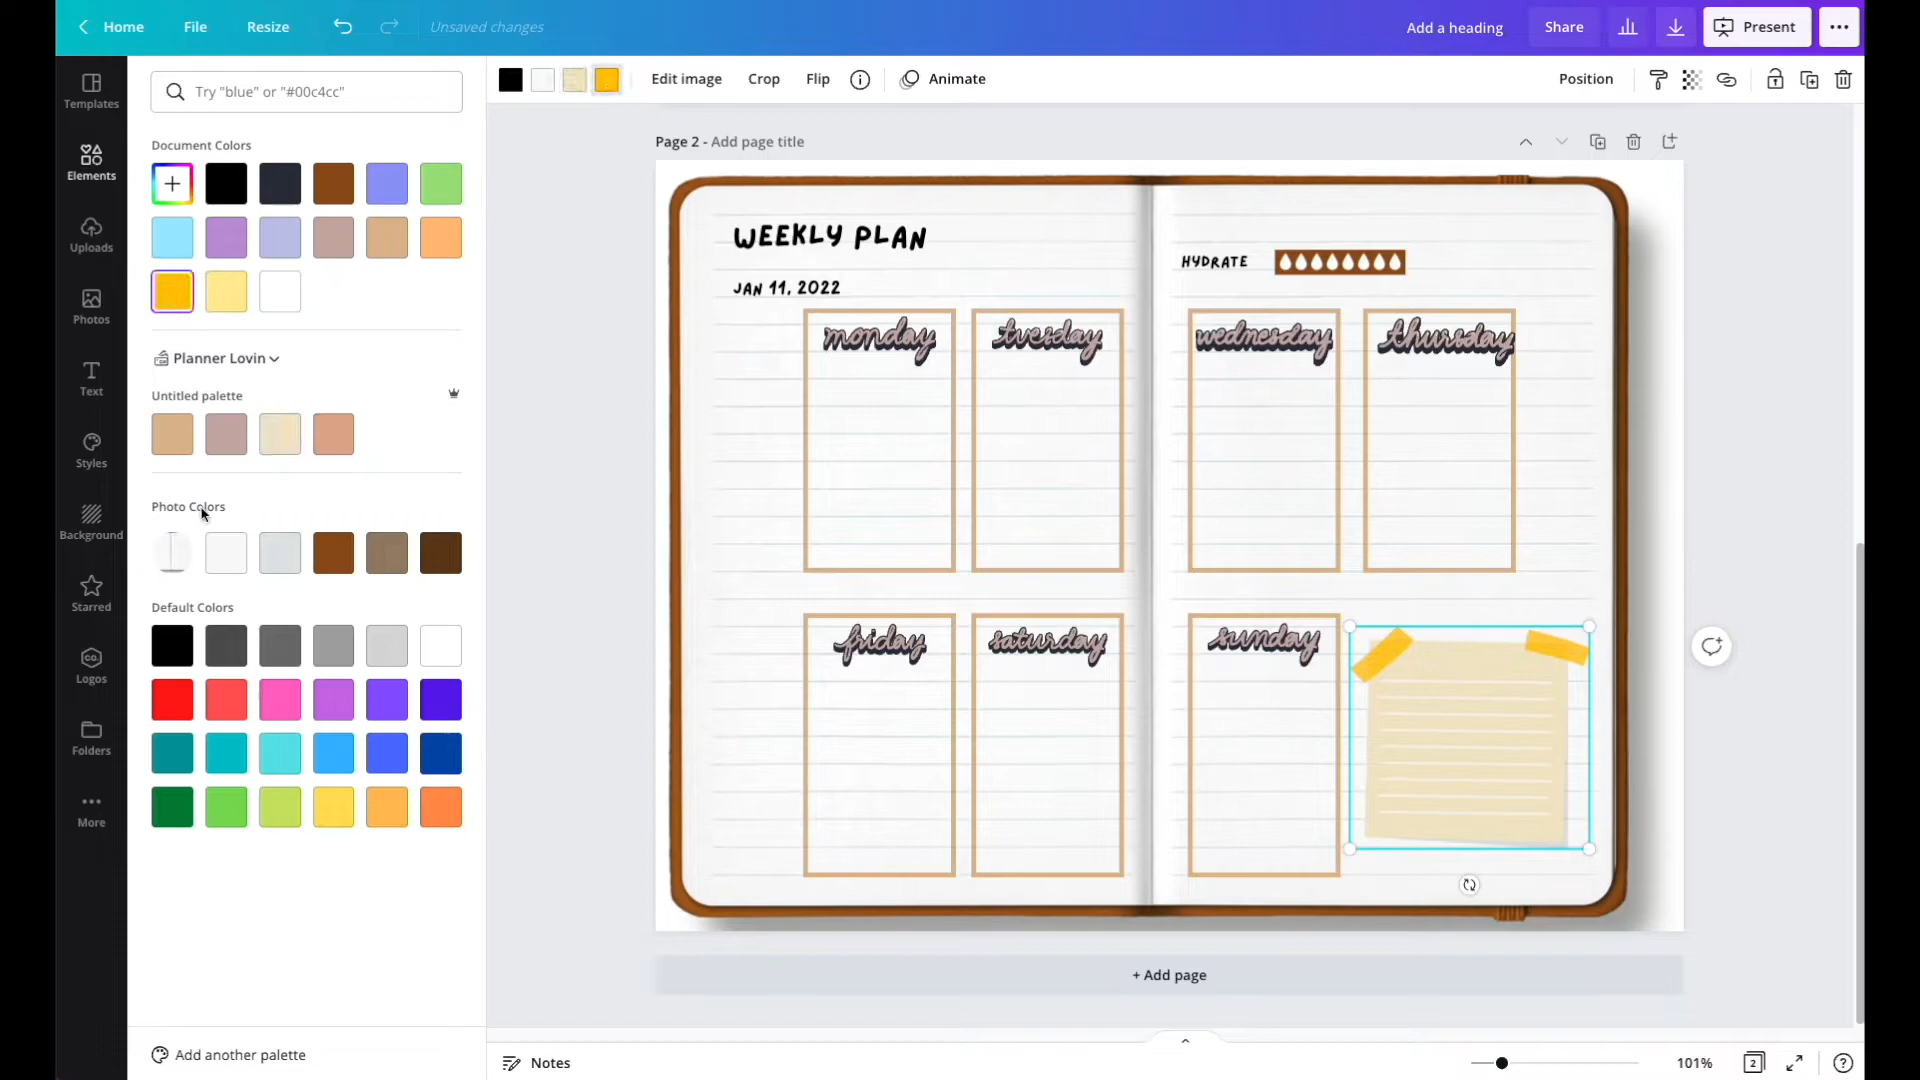 Home File Resize Unsaved changes Add a heading Share Present
Templates
Elements
Uploads
Photos
Text
Styles
Background
Starred
CO.
Logos
Folders
More
Try "blue" or "#00c4cc"
Document Colors
Planner Lovin
Untitled palette
Photo Colors
Default Colors
Add another palette
Edit image Crop Flip Animate Position
Page 2 - Add page title
WEEKLY PLAN
JAN 11, 2022
HYDRATE
monday tuesday wednesday thursday
friday saturday sunday
+ Add page
Notes 101% 2